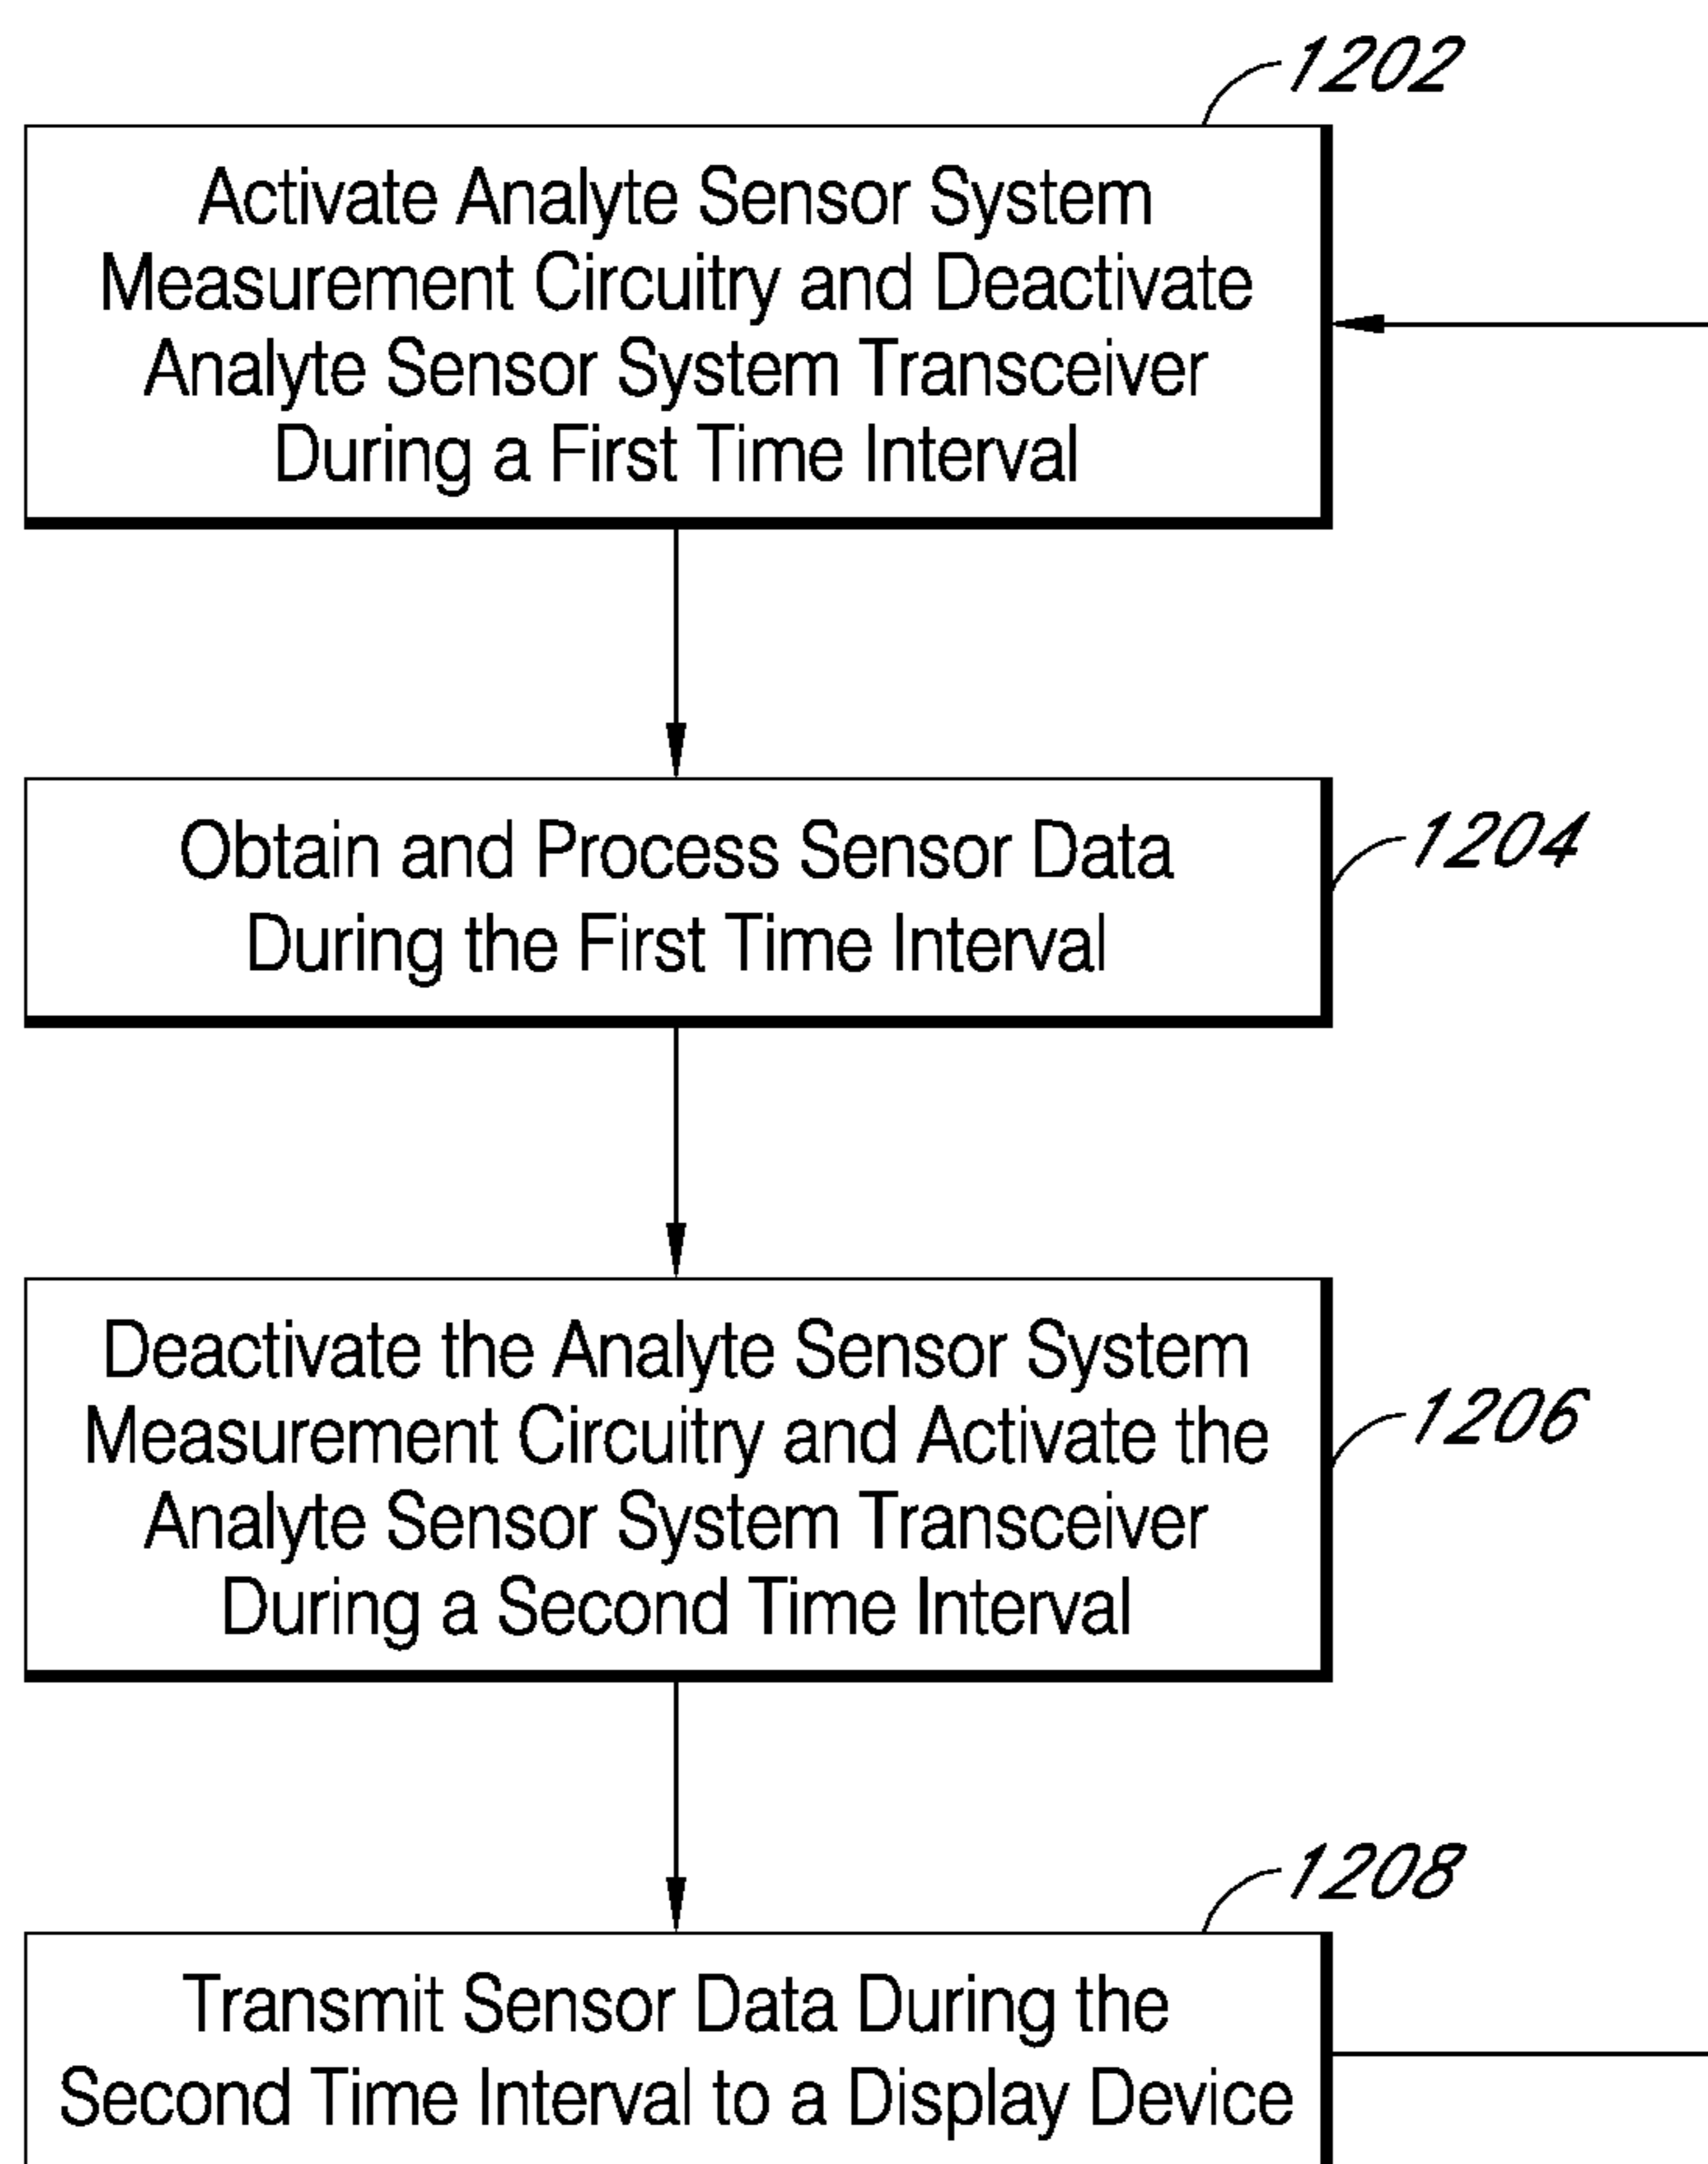 1202
Activate Analyte Sensor System
Measurement Circuitry and Deactivate
Analyte Sensor System Transceiver
During a First Time Interval
Obtain and Process Sensor Data
During the First Time Interval
1204
Deactivate the Analyte Sensor System
Measurement Circuitry and Activate the
Analyte Sensor System Transceiver
During a Second Time Interval
1206
1208
Transmit Sensor Data During the
Second Time Interval to a Display Device